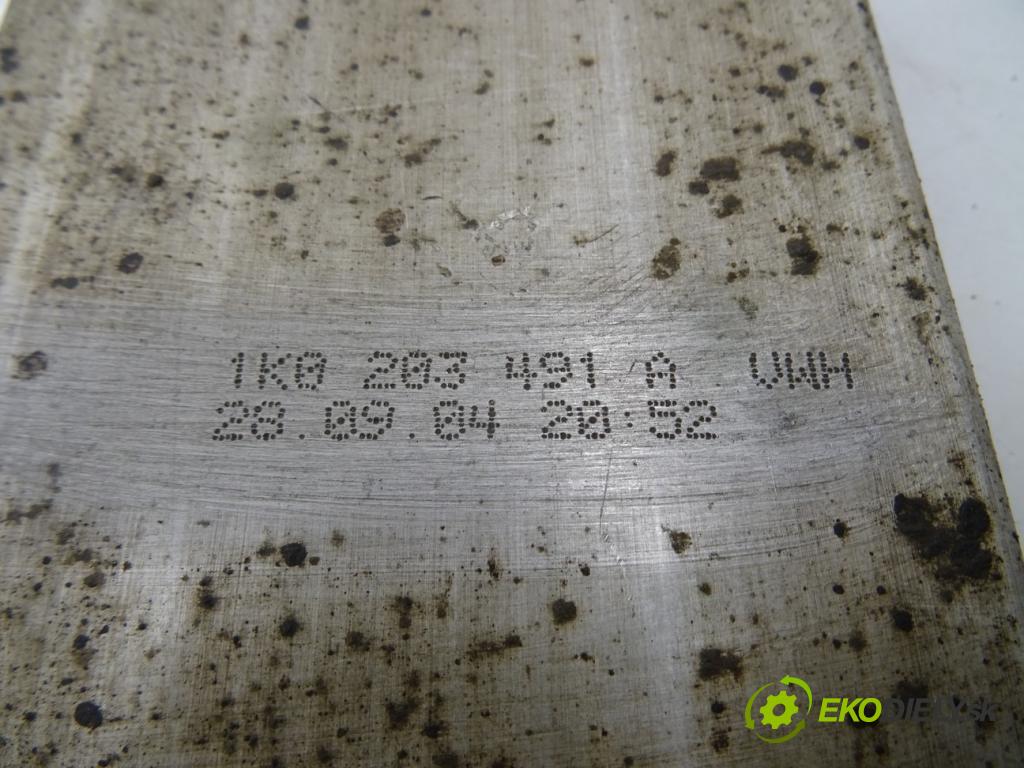 1K0 203 491 A VWH
28.09.04 20:52
EKODIELY.sk